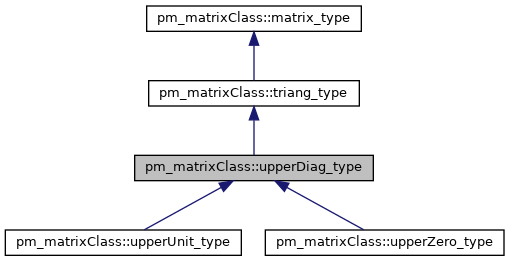 pm_matrixClass::matrix_type
pm_matrixClass::triang_type
pm_matrixClass::upperDiag_type
pm_matrixClass::upperUnit_type
pm_matrixClass::upperZero_type